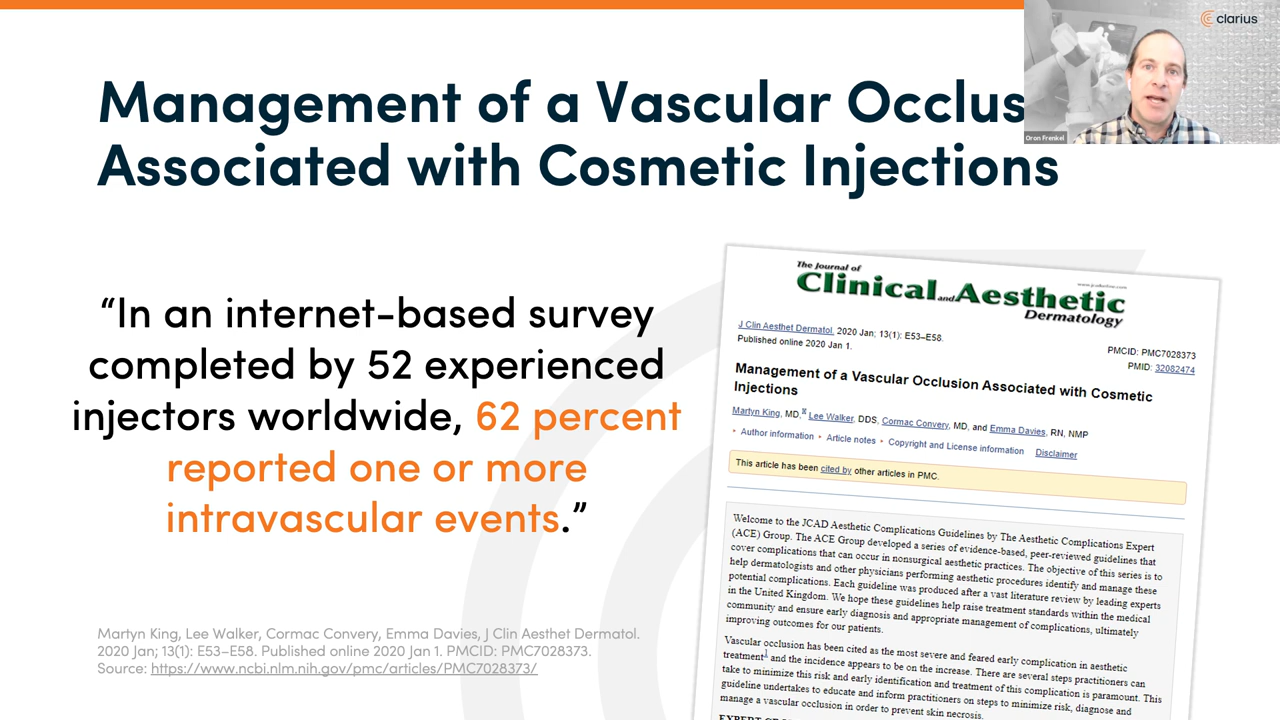 clarius
Oron Frenkel
Management of a Vascular Occlus
Associated with Cosmetic Injections
“In an internet-based survey
completed by 52 experienced
injectors worldwide, 62 percent
reported one or more
intravascular events.”
Martyn King, Lee Walker, Cormac Convery, Emma Davies, J Clin Aesthet Dermatol.
2020 Jan; 13(1): E53–E58. Published online 2020 Jan 1. PMCID: PMC7028373.
Source: https://www.ncbi.nlm.nih.gov/pmc/articles/PMC7028373/
The Journal of
Clinical and Aesthetic
Dermatology
J Clin Aesthet Dermatol. 2020 Jan; 13(1): E53–E58.
Published online 2020 Jan 1.
PMCID: PMC7028373
PMID: 32082474
Management of a Vascular Occlusion Associated with Cosmetic
Injections
Martyn King, MD, Lee Walker, DDS, Cormac Convery, MD, and Emma Davies, RN, NMP
• Author information • Article notes • Copyright and License information Disclaimer
This article has been cited by other articles in PMC.
Welcome to the JCAD Aesthetic Complications Guidelines by The Aesthetic Complications Expert
(ACE) Group. The ACE Group developed a series of evidence-based, peer-reviewed guidelines that
cover complications that can occur in nonsurgical aesthetic practices. The objective of this series is to
help dermatologists and other physicians performing aesthetic procedures identify and manage these
potential complications. Each guideline was produced after a vast literature review by leading experts
in the United Kingdom. We hope these guidelines help raise treatment standards within the medical
community and ensure early diagnosis and appropriate management of complications, ultimately
improving outcomes for our patients.
Vascular occlusion has been cited as the most severe and feared early complication in aesthetic
treatment1 and the incidence appears to be on the increase. There are several steps practitioners can
take to minimize this risk and early identification and treatment of this complication is paramount. This
guideline undertakes to educate and inform practitioners on steps to minimize risk, diagnose and
manage a vascular occlusion in order to prevent skin necrosis.